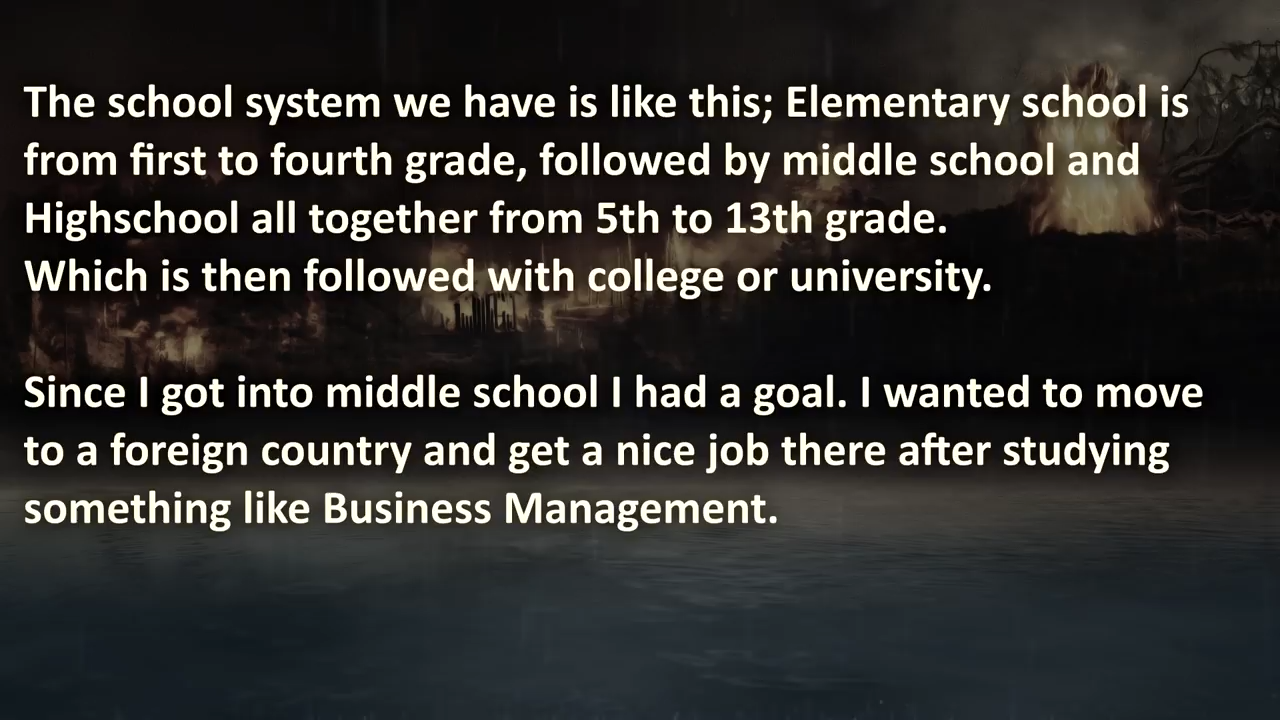 The school system we have is like this; Elementary school is
from first to fourth grade, followed by middle school and
Highschool all together from 5th to 13th grade.
Which is then followed with college or university.
Since I got into middle school I had a goal. I wanted to move
to a foreign country and get a nice job there after studying
something like Business Management.